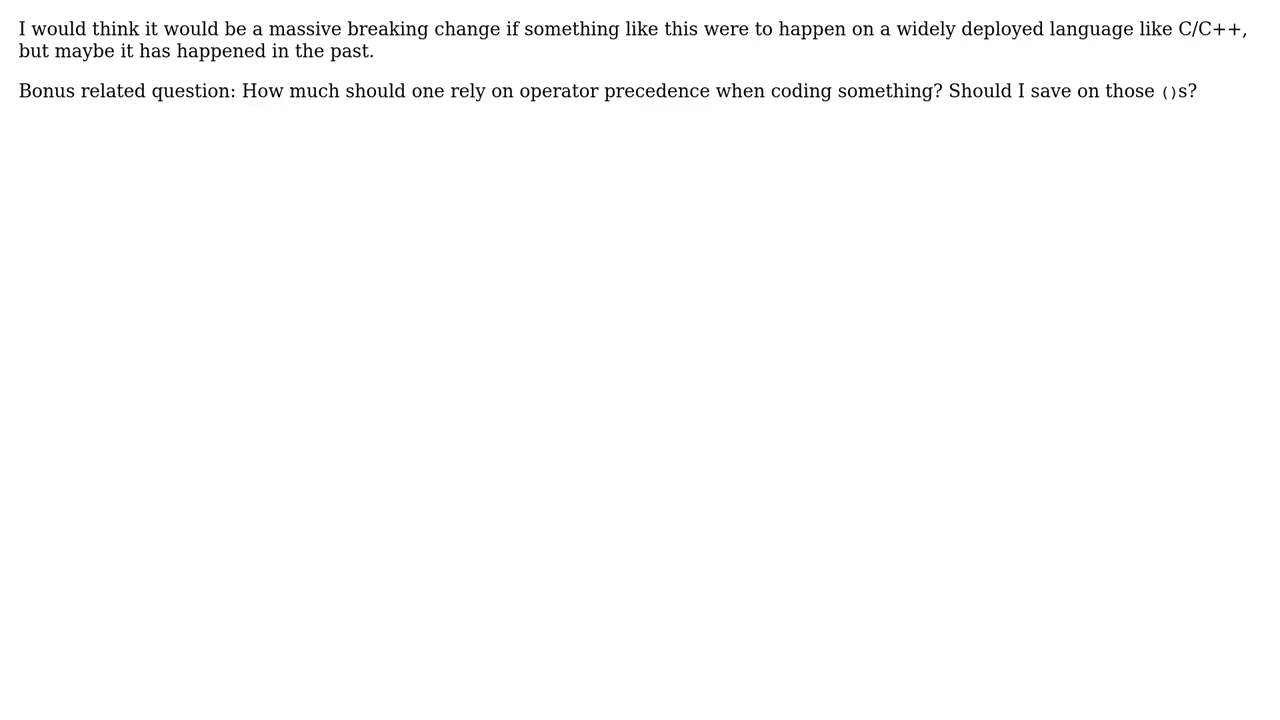 I would think it would be a massive breaking change if something like this were to happen on a widely deployed language like C/C++,
but maybe it has happened in the past.
Bonus related question: How much should one rely on operator precedence when coding something? Should I save on those ()s?